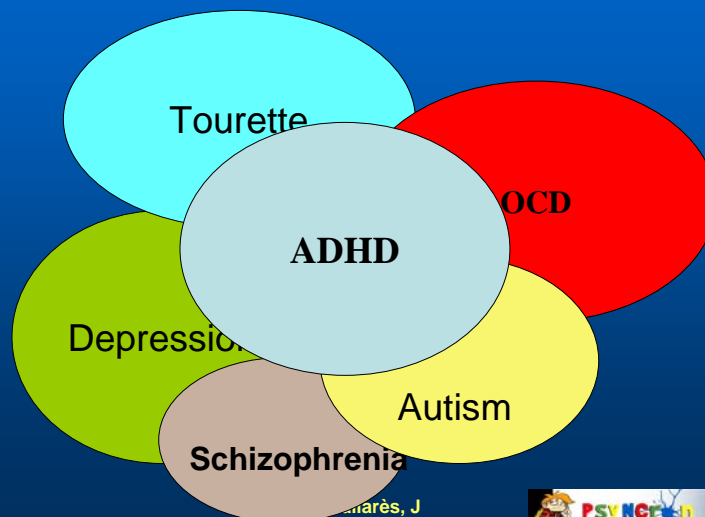 Tourette
OCD
ADHD
Depression
Autism
Schizophrenia
J